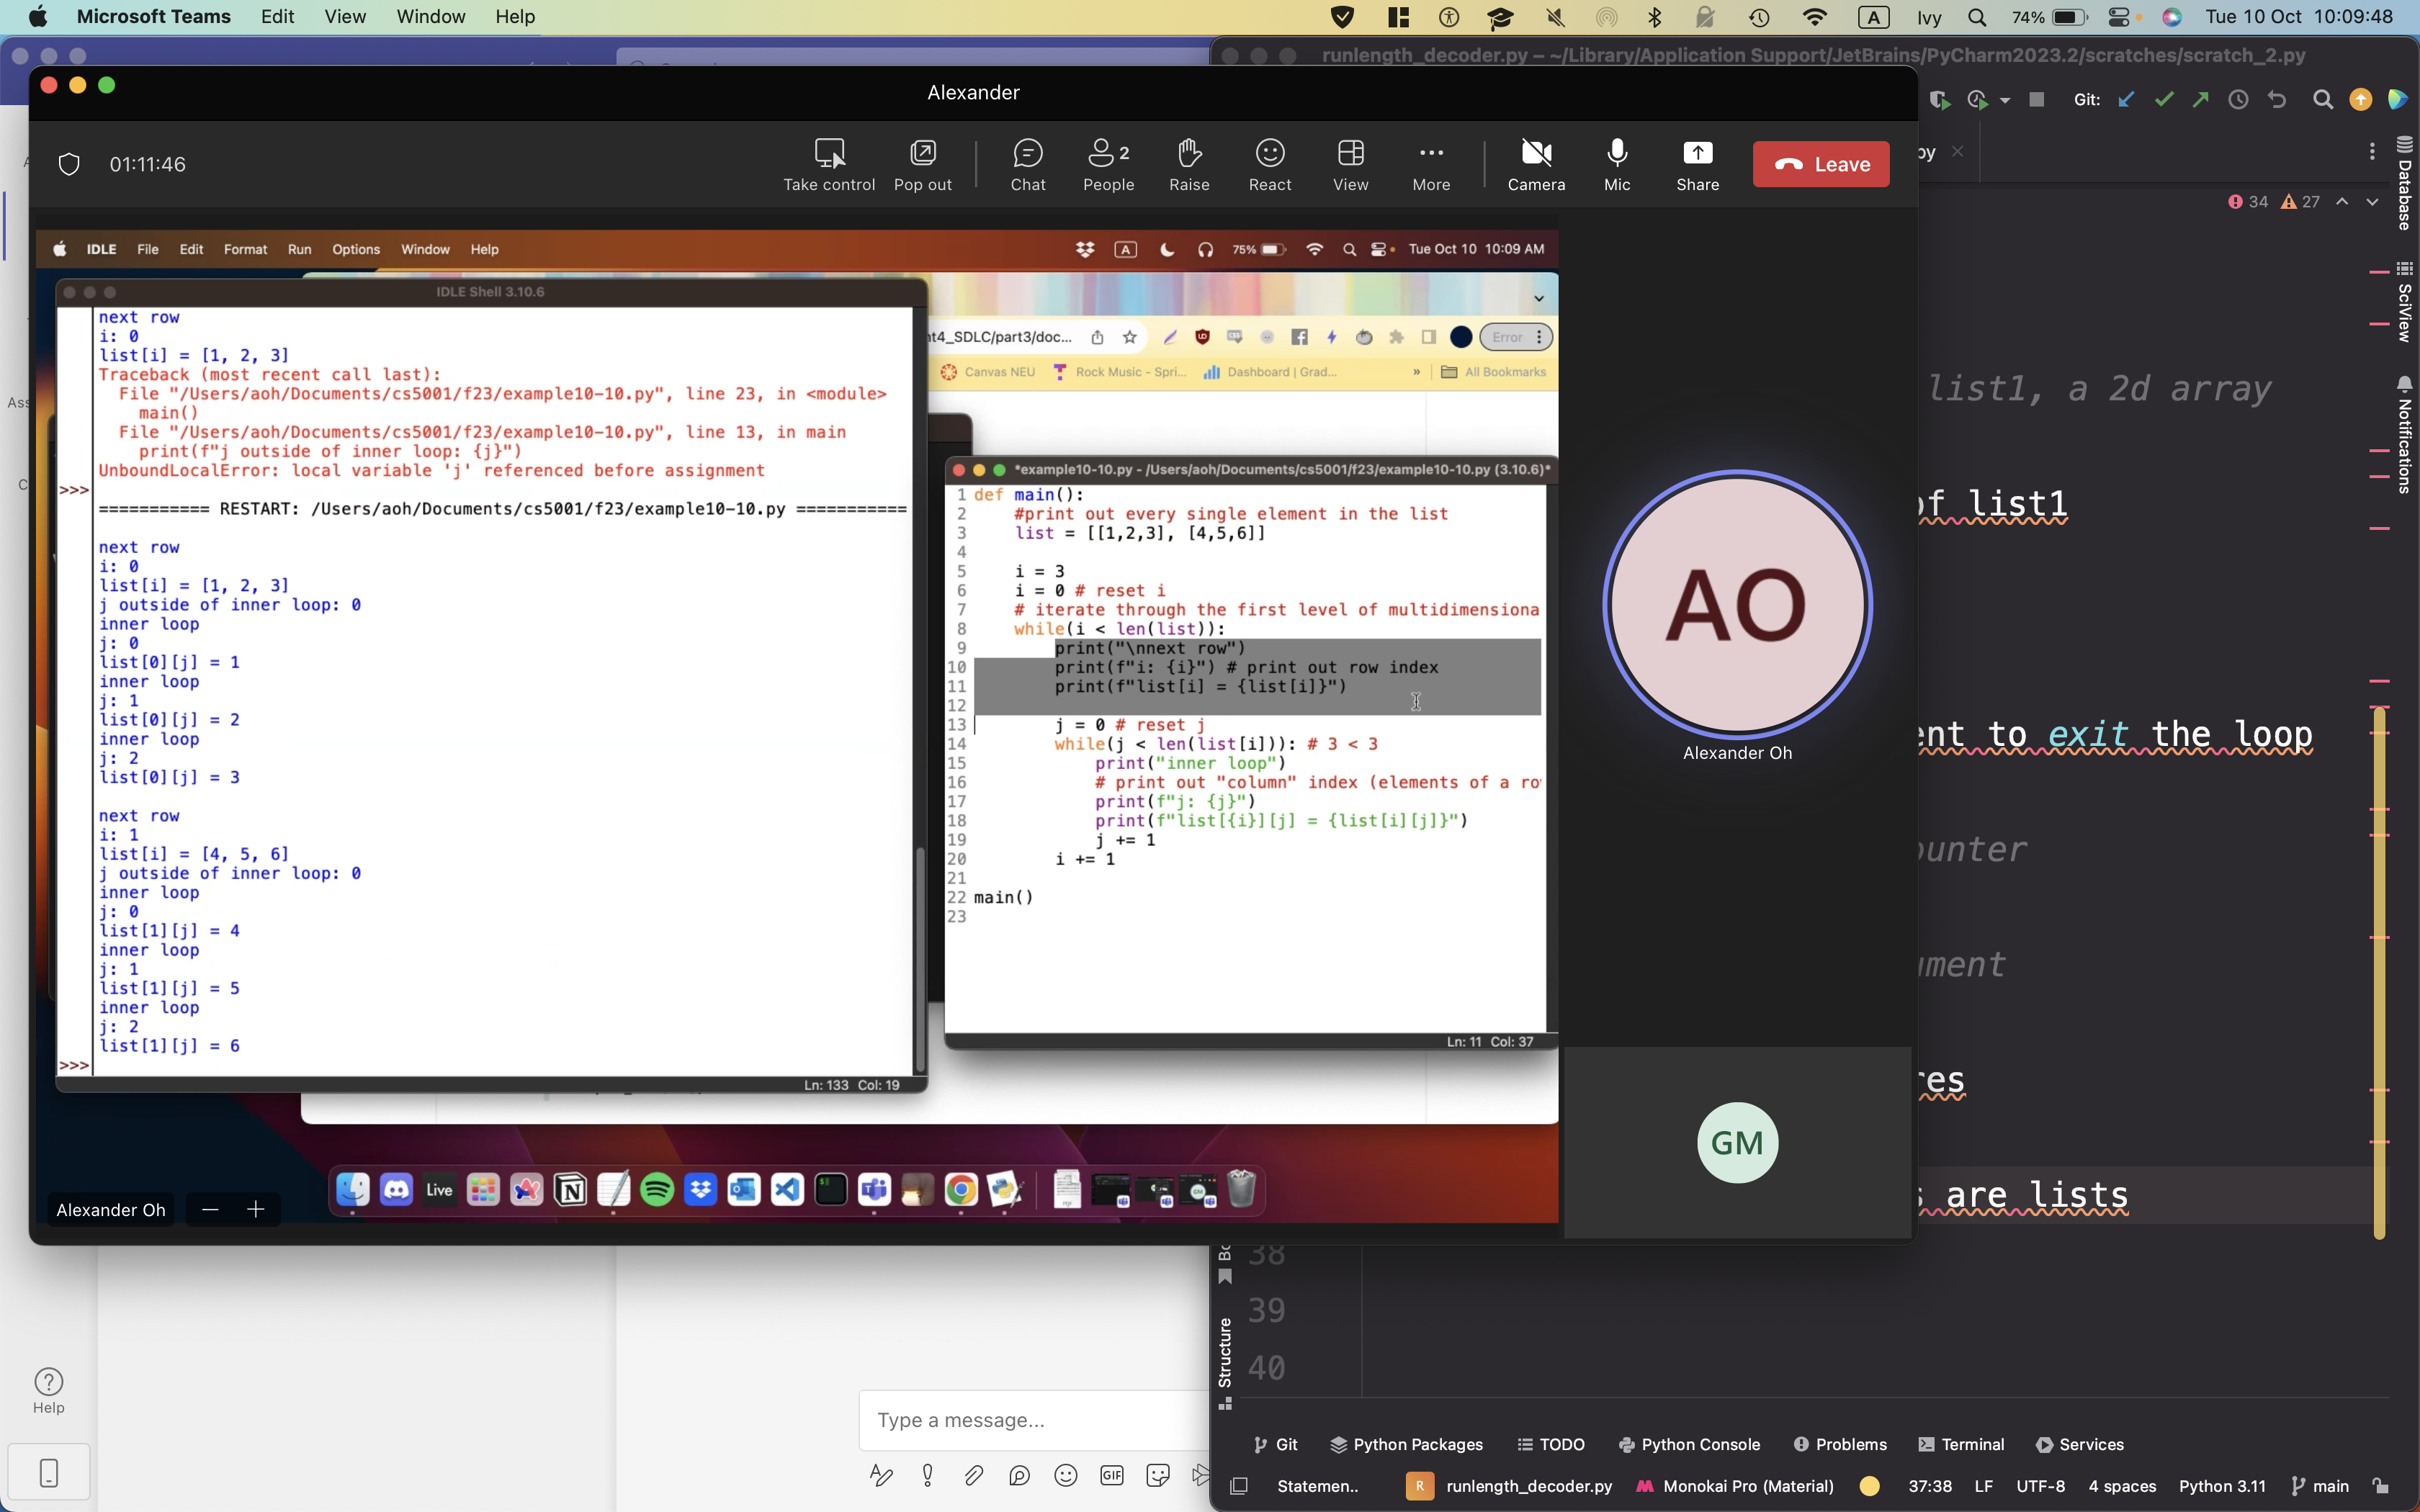 Microsoft Teams Edit View Window Help
A Ivy 74% Tue 10 Oct 10:09:48
runlength_decoder.py – ~/Library/Application Support/JetBrains/PyCharm2023.2/scratches/scratch_2.py
Alexander
Git:
01:11:46
Take control Pop out Chat People 2 Raise React View More Camera Mic Share Leave
py
34 27
Database
SciView
Notifications
IDLE File Edit Format Run Options Window Help
A 75% Tue Oct 10 10:09 AM
IDLE Shell 3.10.6
next row
i: 0
list[i] = [1, 2, 3]
Traceback (most recent call last):
File "/Users/aoh/Documents/cs5001/f23/example10-10.py", line 23, in <module>
main()
File "/Users/aoh/Documents/cs5001/f23/example10-10.py", line 13, in main
print(f"j outside of inner loop: {j}")
UnboundLocalError: local variable 'j' referenced before assignment
>>>
=========== RESTART: /Users/aoh/Documents/cs5001/f23/example10-10.py ===========
next row
i: 0
list[i] = [1, 2, 3]
j outside of inner loop: 0
inner loop
j: 0
list[0][j] = 1
inner loop
j: 1
list[0][j] = 2
inner loop
j: 2
list[0][j] = 3
next row
i: 1
list[i] = [4, 5, 6]
j outside of inner loop: 0
inner loop
j: 0
list[1][j] = 4
inner loop
j: 1
list[1][j] = 5
inner loop
j: 2
list[1][j] = 6
>>>
Ln: 133 Col: 19
nt4_SDLC/part3/doc... Error
Canvas NEU Rock Music - Spri... Dashboard | Grad... » All Bookmarks
*example10-10.py - /Users/aoh/Documents/cs5001/f23/example10-10.py (3.10.6)*
1 def main():
2 #print out every single element in the list
3 list = [[1,2,3], [4,5,6]]
4
5 i = 3
6 i = 0 # reset i
7 # iterate through the first level of multidimensiona
8 while(i < len(list)):
9 print("\nnext row")
10 print(f"i: {i}") # print out row index
11 print(f"list[i] = {list[i]}")
12
13 j = 0 # reset j
14 while(j < len(list[i])): # 3 < 3
15 print("inner loop")
16 # print out "column" index (elements of a ro
17 print(f"j: {j}")
18 print(f"list[{i}][j] = {list[i][j]}")
19 j += 1
20 i += 1
21
22 main()
23
Ln: 11 Col: 37
AO
Alexander Oh
GM
Live
Alexander Oh
list1, a 2d array
of list1
ent to exit the loop
ounter
ument
res
s are lists
38
39
40
Structure
Help
Type a message...
GIF
Git Python Packages TODO Python Console Problems Terminal Services
Statemen.. R runlength_decoder.py Monokai Pro (Material) 37:38 LF UTF-8 4 spaces Python 3.11 main